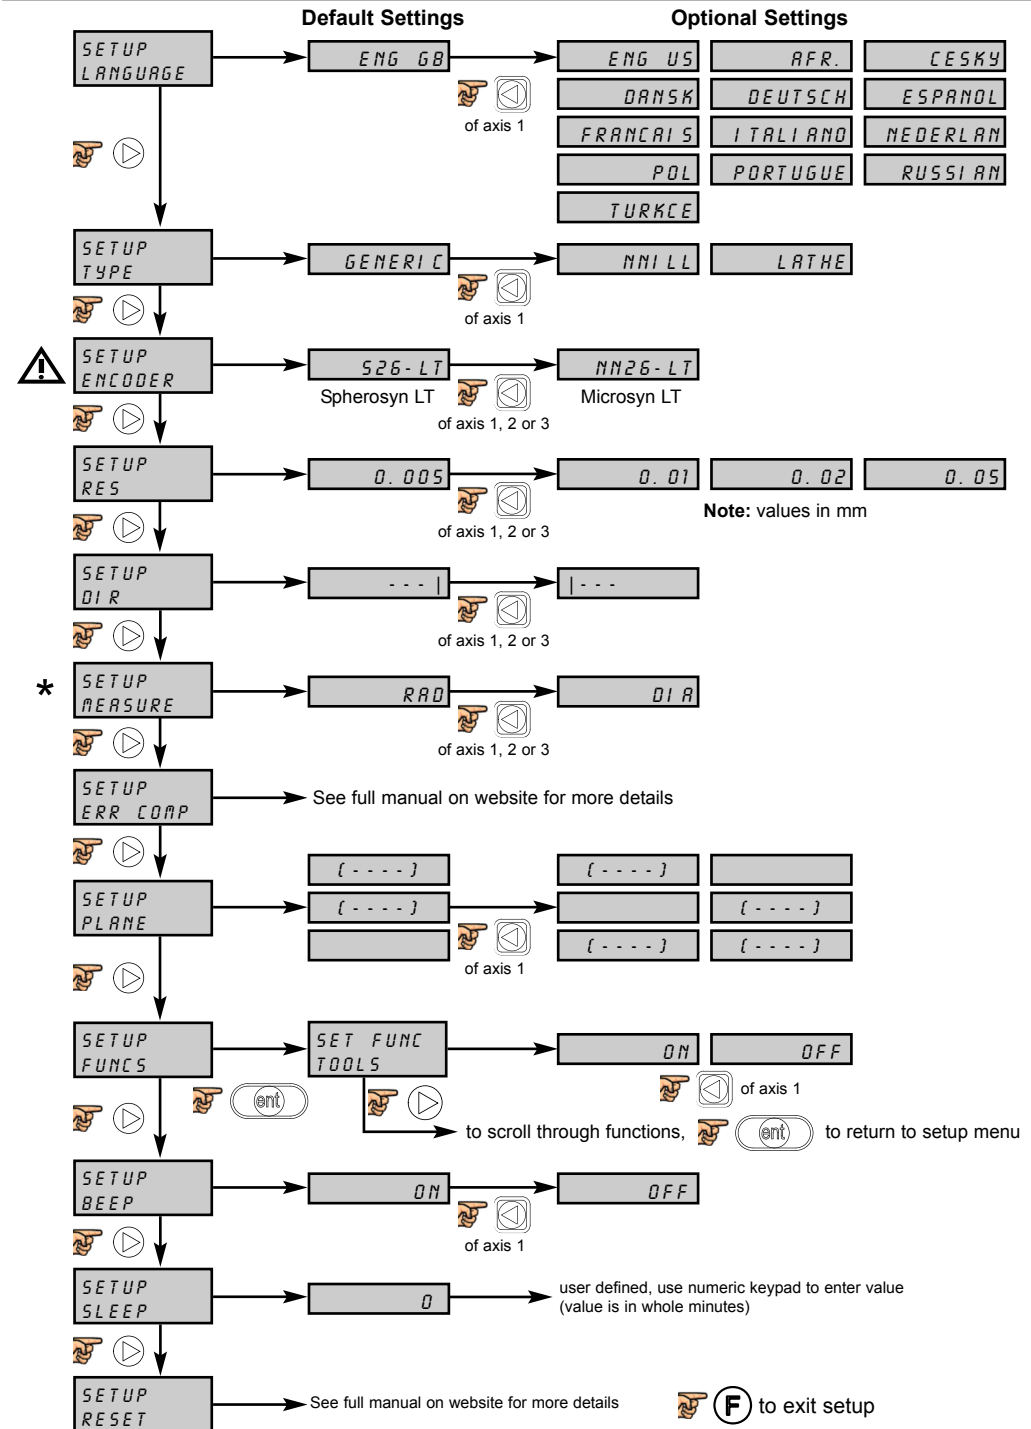 Default Settings Optional Settings
SETUP
LANGUAGE
ENG GB
ENG US AFR. CESKY
of axis 1
DANSK DEUTSCH ESPANOL
FRANCAIS ITALIANO NEDERLAN
POL PORTUGUE RUSSIAN
TURKCE
SETUP
TYPE
GENERIC
NNILL LATHE
of axis 1
SETUP
ENCODER
S26-LT
NN26-LT
Spherosyn LT
Microsyn LT
of axis 1, 2 or 3
SETUP
RES
0.005
0.01 0.02 0.05
Note: values in mm
of axis 1, 2 or 3
SETUP
DIR
---|
|---
of axis 1, 2 or 3
*
SETUP
MEASURE
RAD
DIA
of axis 1, 2 or 3
SETUP
ERR COMP
See full manual on website for more details
(----) (----)
SETUP
PLANE
(----) (----)
(----) (----)
of axis 1
SETUP
FUNCS
ent
SET FUNC
TOOLS
ON OFF
of axis 1
to scroll through functions, ent to return to setup menu
SETUP
BEEP
ON
OFF
of axis 1
SETUP
SLEEP
0
user defined, use numeric keypad to enter value
(value is in whole minutes)
SETUP
RESET
See full manual on website for more details
F to exit setup